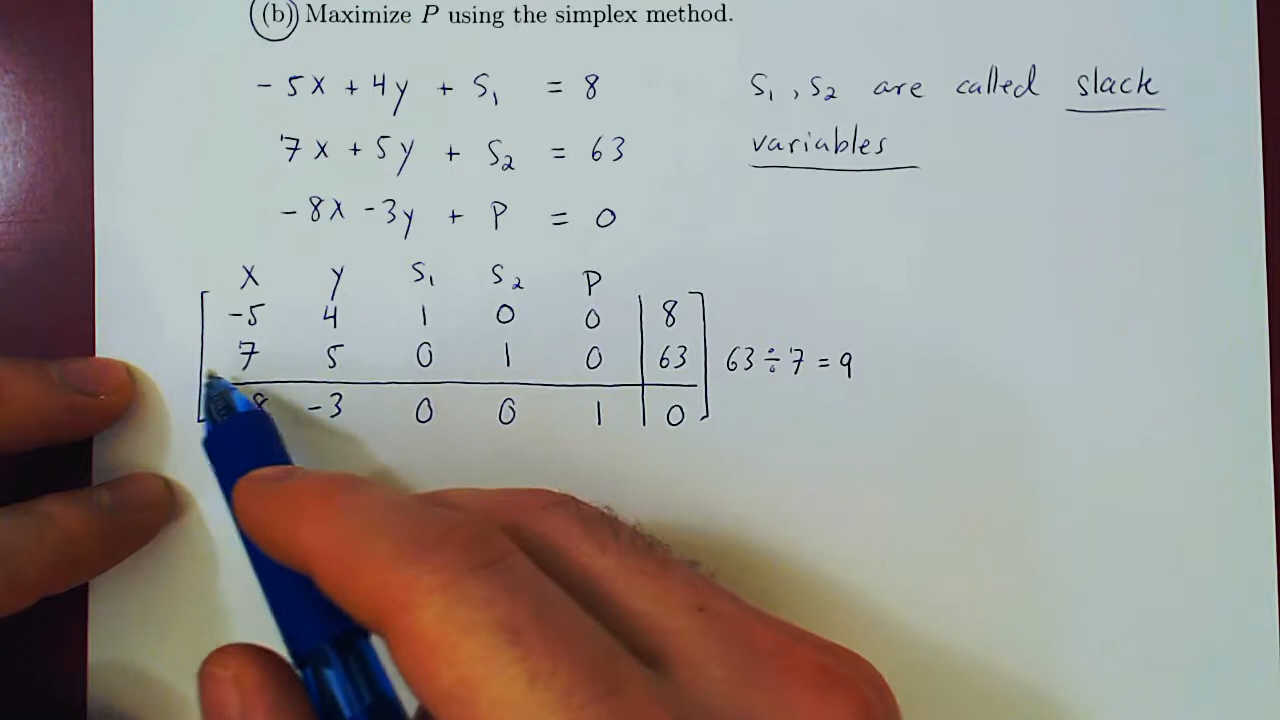 (b) Maximize P using the simplex method.
-5x + 4y + S₁ = 8
7x + 5y + S₂ = 63
-8x - 3y + P = 0
S₁, S₂ are called slack
variables
x y S₁ S₂ P
-5 4 1 0 0 8
7 5 0 1 0 63 63 ÷ 7 = 9
8 -3 0 0 1 0